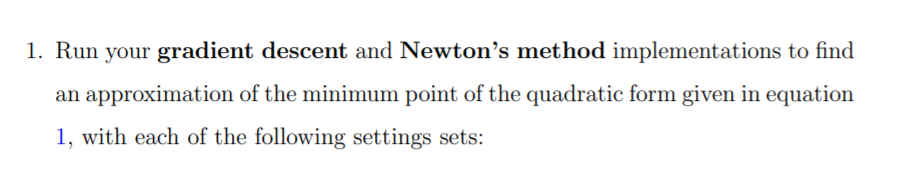 1. Run your gradient descent and Newton’s method implementations to find
an approximation of the minimum point of the quadratic form given in equation
1, with each of the following settings sets: